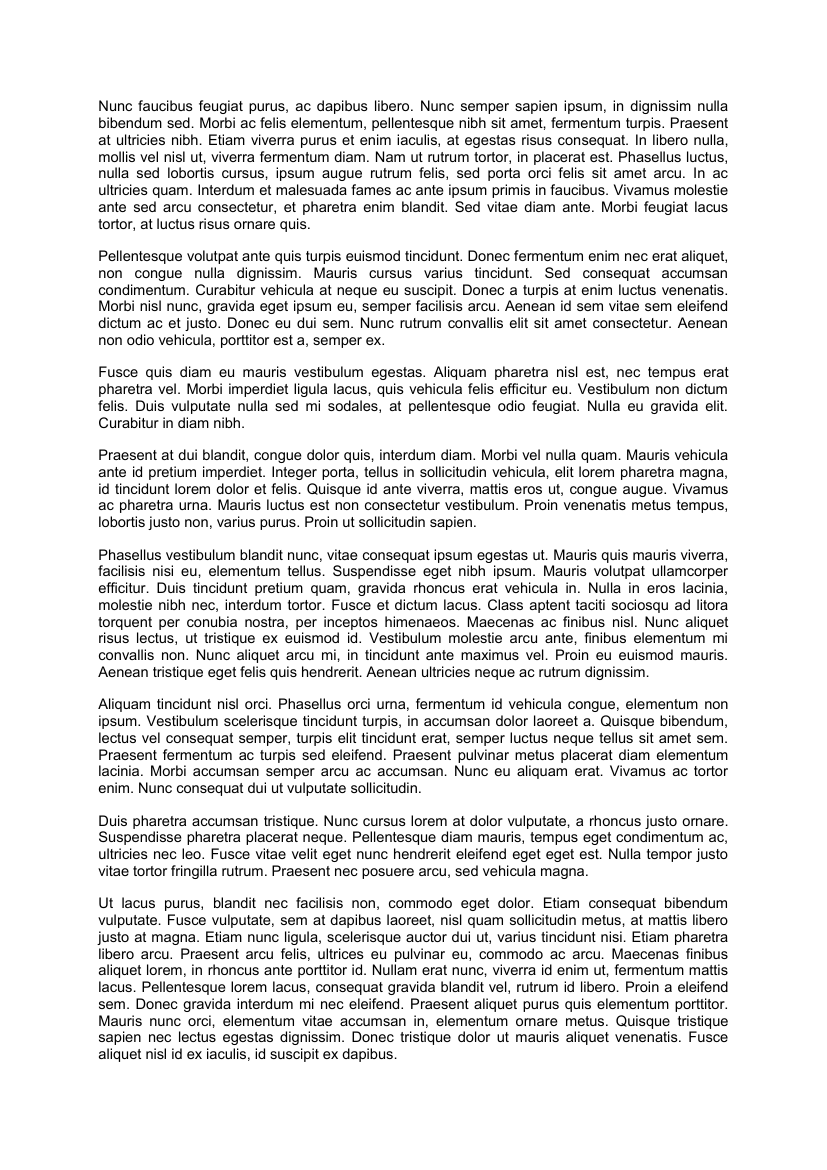 Nunc faucibus feugiat purus, ac dapibus libero. Nunc semper sapien ipsum, in dignissim nulla
bibendum sed. Morbi ac felis elementum, pellentesque nibh sit amet, fermentum turpis. Praesent
at ultricies nibh. Etiam viverra purus et enim iaculis, at egestas risus consequat. In libero nulla,
mollis vel nisl ut, viverra fermentum diam. Nam ut rutrum tortor, in placerat est. Phasellus luctus,
nulla sed lobortis cursus, ipsum augue rutrum felis, sed porta orci felis sit amet arcu. In ac
ultricies quam. Interdum et malesuada fames ac ante ipsum primis in faucibus. Vivamus molestie
ante sed arcu consectetur, et pharetra enim blandit. Sed vitae diam ante. Morbi feugiat lacus
tortor, at luctus risus ornare quis.

Pellentesque volutpat ante quis turpis euismod tincidunt. Donec fermentum enim nec erat aliquet,
non congue nulla dignissim. Mauris cursus varius tincidunt. Sed consequat accumsan
condimentum. Curabitur vehicula at neque eu suscipit. Donec a turpis at enim luctus venenatis.
Morbi nisl nunc, gravida eget ipsum eu, semper facilisis arcu. Aenean id sem vitae sem eleifend
dictum ac et justo. Donec eu dui sem. Nunc rutrum convallis elit sit amet consectetur. Aenean
non odio vehicula, porttitor est a, semper ex.

Fusce quis diam eu mauris vestibulum egestas. Aliquam pharetra nisl est, nec tempus erat
pharetra vel. Morbi imperdiet ligula lacus, quis vehicula felis efficitur eu. Vestibulum non dictum
felis. Duis vulputate nulla sed mi sodales, at pellentesque odio feugiat. Nulla eu gravida elit.
Curabitur in diam nibh.

Praesent at dui blandit, congue dolor quis, interdum diam. Morbi vel nulla quam. Mauris vehicula
ante id pretium imperdiet. Integer porta, tellus in sollicitudin vehicula, elit lorem pharetra magna,
id tincidunt lorem dolor et felis. Quisque id ante viverra, mattis eros ut, congue augue. Vivamus
ac pharetra urna. Mauris luctus est non consectetur vestibulum. Proin venenatis metus tempus,
lobortis justo non, varius purus. Proin ut sollicitudin sapien.

Phasellus vestibulum blandit nunc, vitae consequat ipsum egestas ut. Mauris quis mauris viverra,
facilisis nisi eu, elementum tellus. Suspendisse eget nibh ipsum. Mauris volutpat ullamcorper
efficitur. Duis tincidunt pretium quam, gravida rhoncus erat vehicula in. Nulla in eros lacinia,
molestie nibh nec, interdum tortor. Fusce et dictum lacus. Class aptent taciti sociosqu ad litora
torquent per conubia nostra, per inceptos himenaeos. Maecenas ac finibus nisl. Nunc aliquet
risus lectus, ut tristique ex euismod id. Vestibulum molestie arcu ante, finibus elementum mi
convallis non. Nunc aliquet arcu mi, in tincidunt ante maximus vel. Proin eu euismod mauris.
Aenean tristique eget felis quis hendrerit. Aenean ultricies neque ac rutrum dignissim.

Aliquam tincidunt nisl orci. Phasellus orci urna, fermentum id vehicula congue, elementum non
ipsum. Vestibulum scelerisque tincidunt turpis, in accumsan dolor laoreet a. Quisque bibendum,
lectus vel consequat semper, turpis elit tincidunt erat, semper luctus neque tellus sit amet sem.
Praesent fermentum ac turpis sed eleifend. Praesent pulvinar metus placerat diam elementum
lacinia. Morbi accumsan semper arcu ac accumsan. Nunc eu aliquam erat. Vivamus ac tortor
enim. Nunc consequat dui ut vulputate sollicitudin.

Duis pharetra accumsan tristique. Nunc cursus lorem at dolor vulputate, a rhoncus justo ornare.
Suspendisse pharetra placerat neque. Pellentesque diam mauris, tempus eget condimentum ac,
ultricies nec leo. Fusce vitae velit eget nunc hendrerit eleifend eget eget est. Nulla tempor justo
vitae tortor fringilla rutrum. Praesent nec posuere arcu, sed vehicula magna.

Ut lacus purus, blandit nec facilisis non, commodo eget dolor. Etiam consequat bibendum
vulputate. Fusce vulputate, sem at dapibus laoreet, nisl quam sollicitudin metus, at mattis libero
justo at magna. Etiam nunc ligula, scelerisque auctor dui ut, varius tincidunt nisi. Etiam pharetra
libero arcu. Praesent arcu felis, ultrices eu pulvinar eu, commodo ac arcu. Maecenas finibus
aliquet lorem, in rhoncus ante porttitor id. Nullam erat nunc, viverra id enim ut, fermentum mattis
lacus. Pellentesque lorem lacus, consequat gravida blandit vel, rutrum id libero. Proin a eleifend
sem. Donec gravida interdum mi nec eleifend. Praesent aliquet purus quis elementum porttitor.
Mauris nunc orci, elementum vitae accumsan in, elementum ornare metus. Quisque tristique
sapien nec lectus egestas dignissim. Donec tristique dolor ut mauris aliquet venenatis. Fusce
aliquet nisl id ex iaculis, id suscipit ex dapibus.